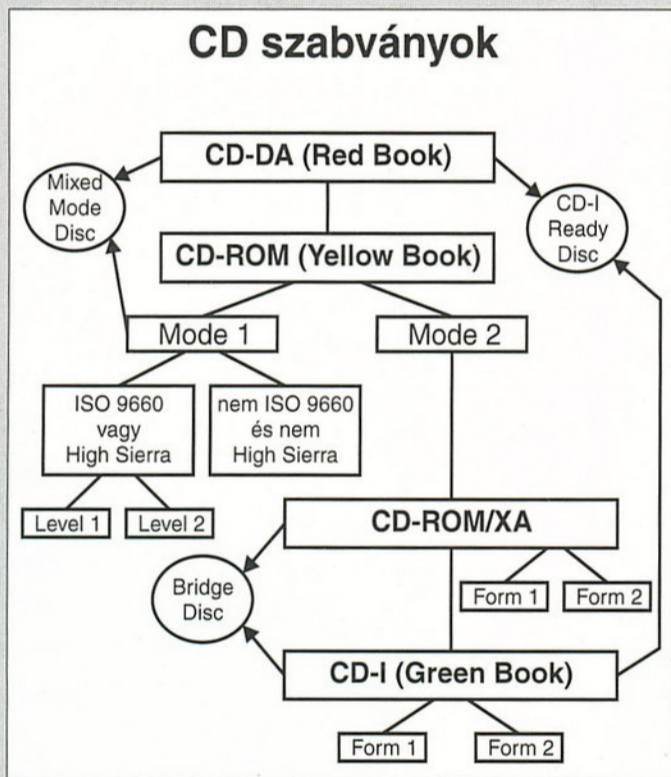 CD szabványok
CD-DA (Red Book)
Mixed
Mode
Disc
CD-I
Ready
Disc
CD-ROM (Yellow Book)
Mode 1
Mode 2
ISO 9660
vagy
High Sierra
nem ISO 9660
és nem
High Sierra
Level 1
Level 2
CD-ROM/XA
Bridge
Disc
Form 1
Form 2
CD-I (Green Book)
Form 1
Form 2